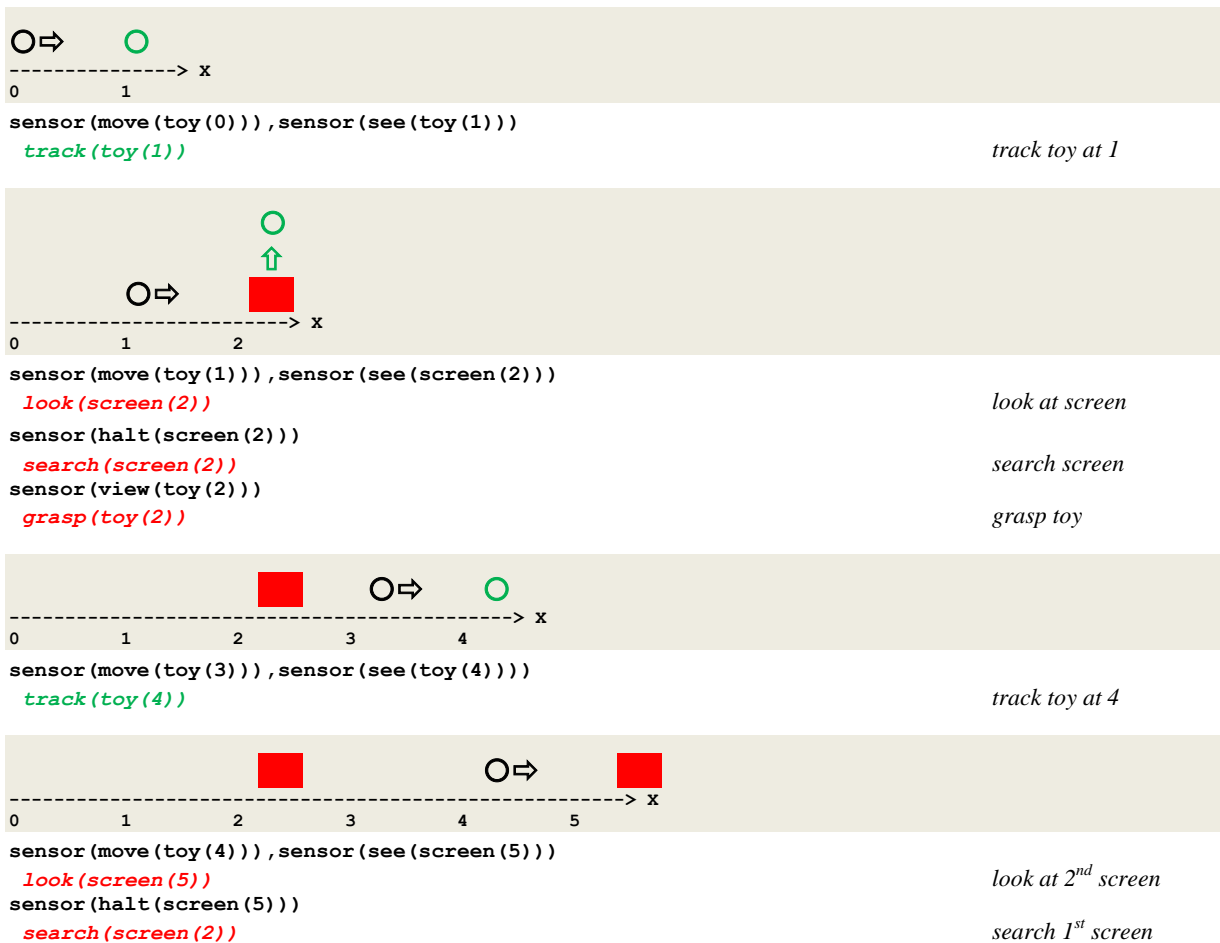 ---------------> X
0 1
sensor(move(toy(0))),sensor(see(toy(1)))
track(toy(1)) track toy at 1
-------------------------> X
0 1 2
sensor(move(toy(1))),sensor(see(screen(2)))
look(screen(2)) look at screen
sensor(halt(screen(2)))
search(screen(2)) search screen
sensor(view(toy(2)))
grasp(toy(2)) grasp toy
---------------------------------------------> X
0 1 2 3 4
sensor(move(toy(3))),sensor(see(toy(4))))
track(toy(4)) track toy at 4
-------------------------------------------------------> X
0 1 2 3 4 5
sensor(move(toy(4))),sensor(see(screen(5)))
look(screen(5)) look at 2nd screen
sensor(halt(screen(5)))
search(screen(2)) search 1st screen